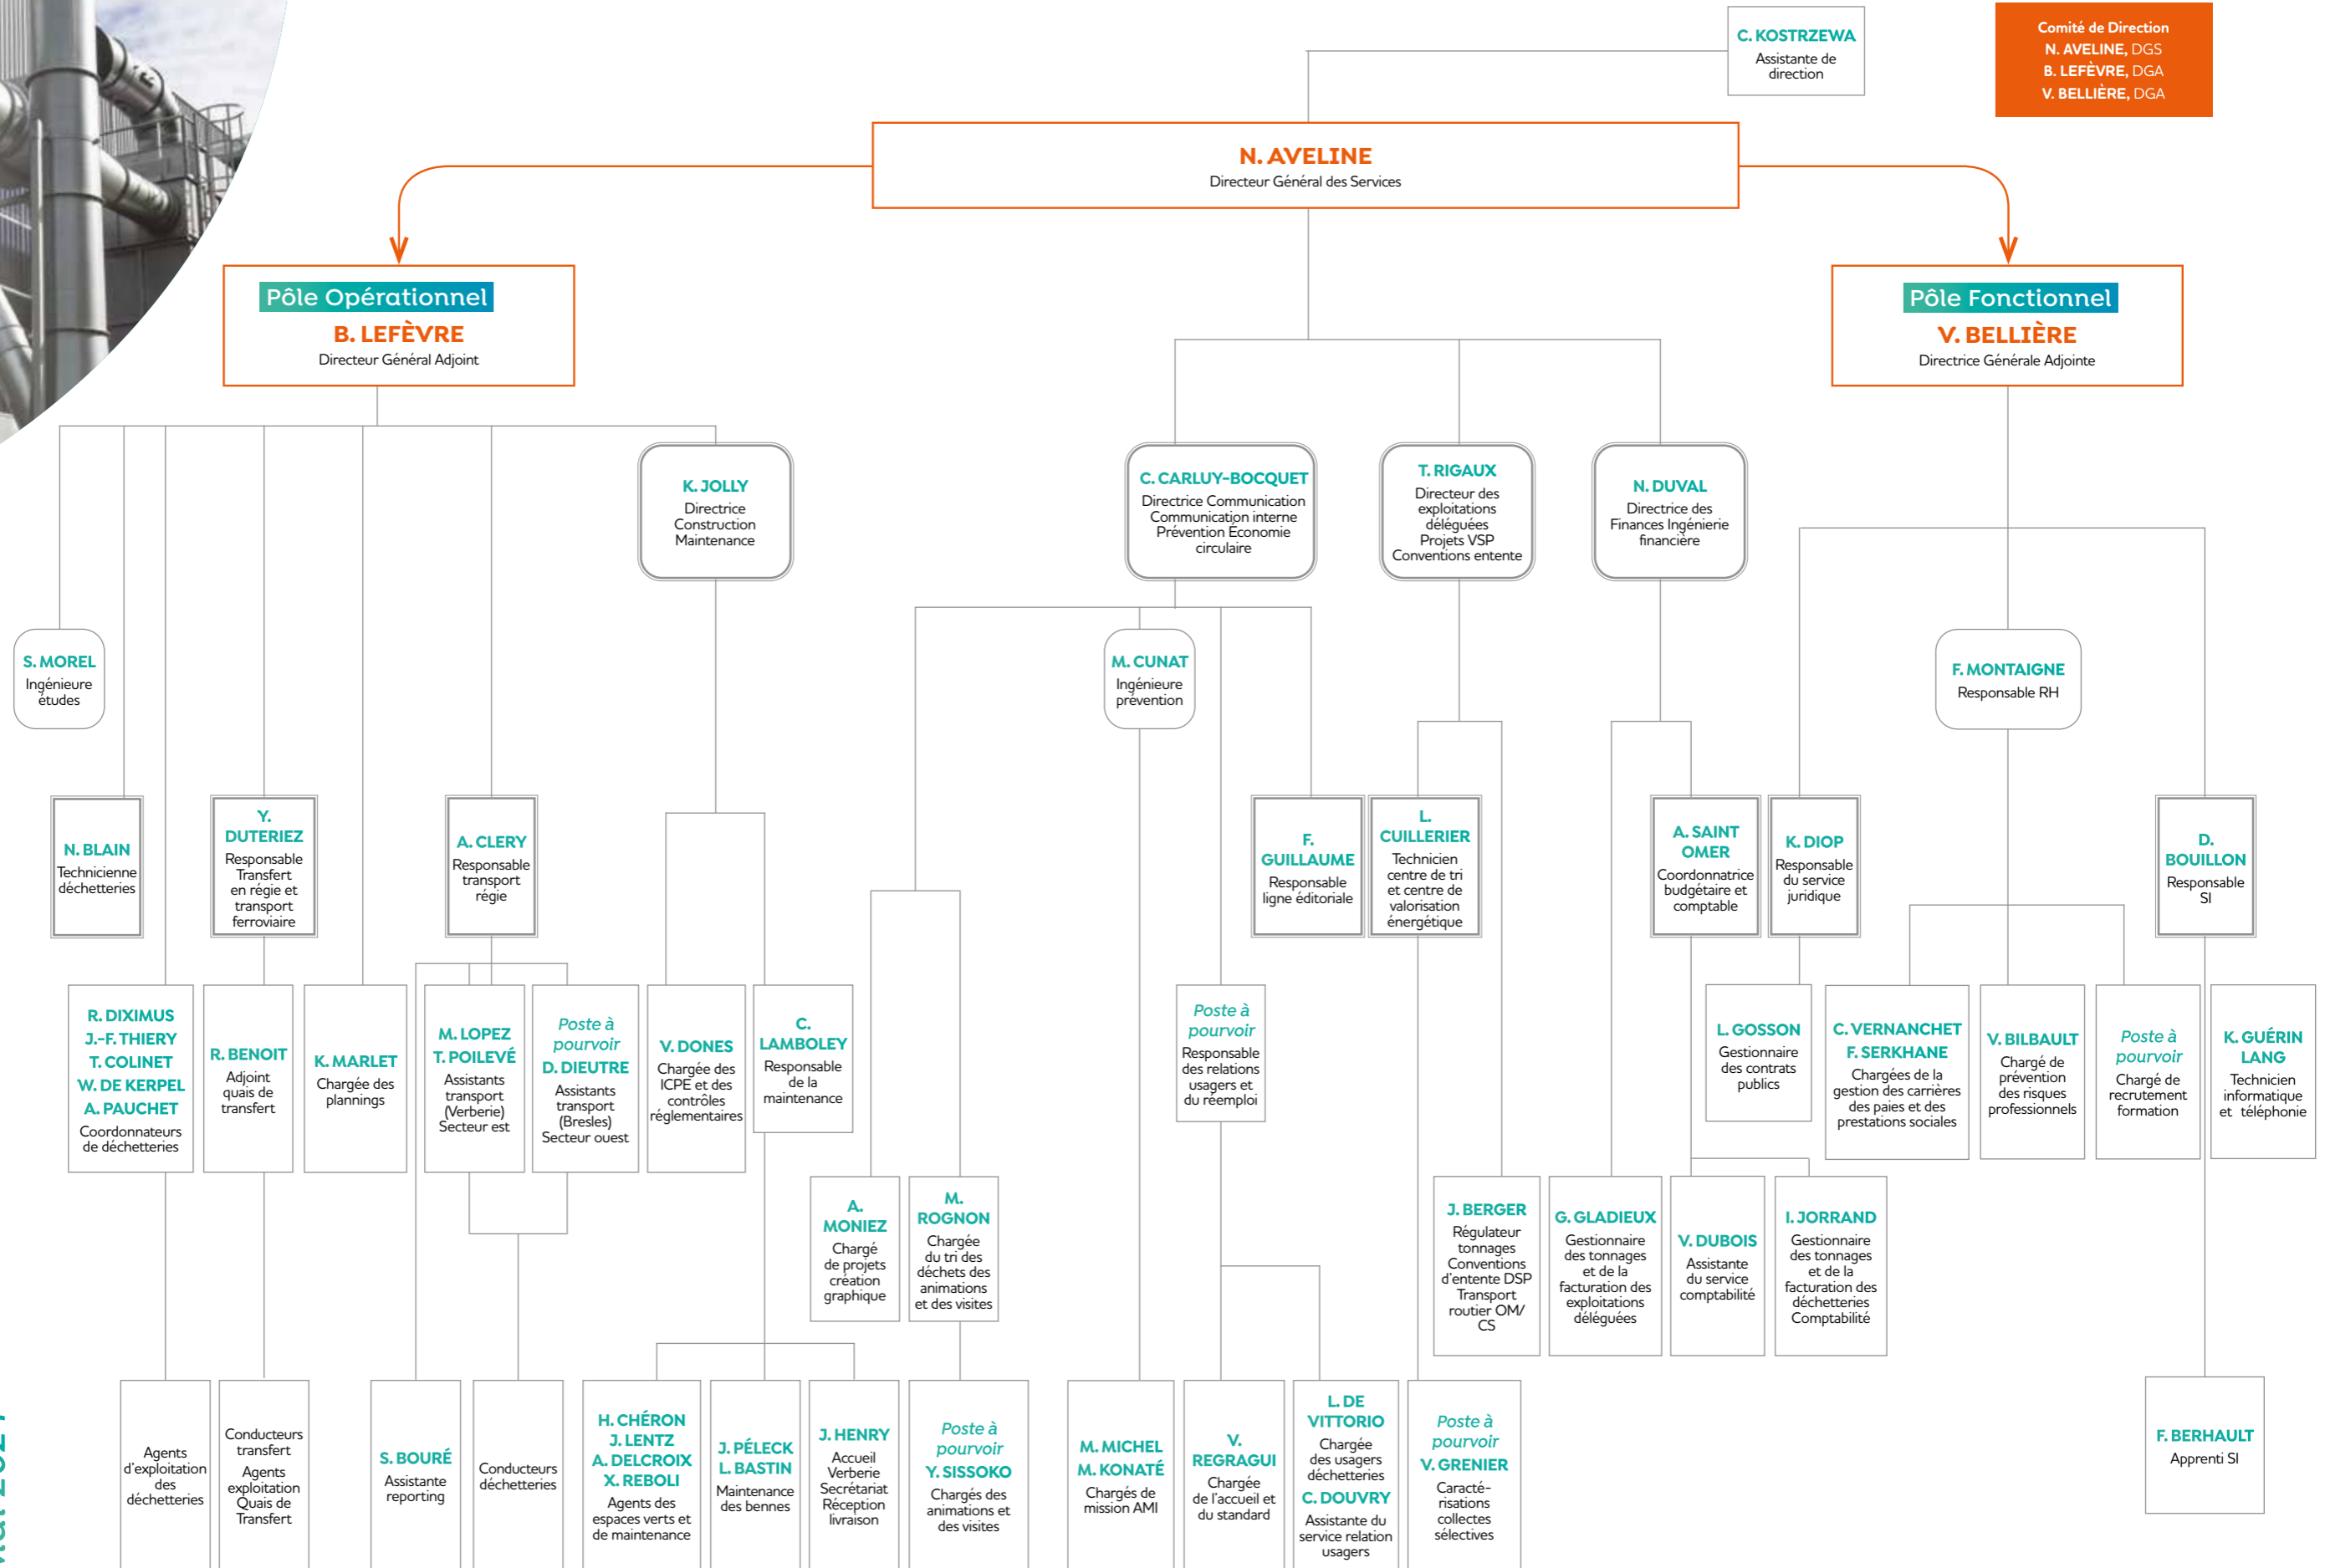 C. KOSTRZEWA
Assistante de
direction
Comité de Direction
N. AVELINE, DGS
B. LEFÈVRE, DGA
V. BELLIÈRE, DGA
N. AVELINE
Directeur Général des Services
Pôle Opérationnel
B. LEFÈVRE
Directeur Général Adjoint
Pôle Fonctionnel
V. BELLIÈRE
Directrice Générale Adjointe
K. JOLLY
Directrice
Construction
Maintenance
C. CARLUY-BOCQUET
Directrice Communication
Communication interne
Prévention Économie
circulaire
T. RIGAUX
Directeur des
exploitations
déléguées
Projets VSP
Conventions entente
N. DUVAL
Directrice des
Finances Ingénierie
financière
S. MOREL
Ingénieure
études
M. CUNAT
Ingénieure
prévention
F. MONTAIGNE
Responsable RH
N. BLAIN
Technicienne
déchetteries
Y.
DUTERIEZ
Responsable
Transfert
en régie et
transport
ferroviaire
A. CLERY
Responsable
transport
régie
F.
GUILLAUME
Responsable
ligne éditoriale
L.
CUILLERIER
Technicien
centre de tri
et centre de
valorisation
énergétique
A. SAINT
OMER
Coordonnatrice
budgétaire et
comptable
K. DIOP
Responsable
du service
juridique
D.
BOUILLON
Responsable
SI
R. DIXIMUS
J.-F. THIERY
T. COLINET
W. DE KERPEL
A. PAUCHET
Coordonnateurs
de déchetteries
R. BENOIT
Adjoint
quais de
transfert
K. MARLET
Chargée des
plannings
M. LOPEZ
T. POILEVÉ
Assistants
transport
(Verberie)
Secteur est
Poste à
pourvoir
D. DIEUTRE
Assistants
transport
(Bresles)
Secteur ouest
V. DONES
Chargée des
ICPE et des
contrôles
réglementaires
C.
LAMBOLEY
Responsable
de la
maintenance
Poste à
pourvoir
Responsable
des relations
usagers et
du réemploi
L. GOSSON
Gestionnaire
des contrats
publics
C. VERNANCHET
F. SERKHANE
Chargées de la
gestion des carrières
des paies et des
prestations sociales
V. BILBAULT
Chargé de
prévention
des risques
professionnels
Poste à
pourvoir
Chargé de
recrutement
formation
K. GUÉRIN
LANG
Technicien
informatique
et téléphonie
A.
MONIEZ
Chargé
de projets
création
graphique
M.
ROGNON
Chargée
du tri des
déchets des
animations
et des visites
J. BERGER
Régulateur
tonnages
Conventions
d'entente DSP
Transport
routier OM/
CS
G. GLADIEUX
Gestionnaire
des tonnages
et de la
facturation des
exploitations
déléguées
V. DUBOIS
Assistante
du service
comptabilité
I. JORRAND
Gestionnaire
des tonnages
et de la
facturation des
déchetteries
Comptabilité
Agents
d'exploitation
des
déchetteries
Conducteurs
transfert
Agents
exploitation
Quais de
Transfert
S. BOURÉ
Assistante
reporting
Conducteurs
déchetteries
H. CHÉRON
J. LENTZ
A. DELCROIX
X. REBOLI
Agents des
espaces verts et
de maintenance
J. PÉLECK
L. BASTIN
Maintenance
des bennes
J. HENRY
Accueil
Verberie
Secrétariat
Réception
livraison
Poste à
pourvoir
Y. SISSOKO
Chargés des
animations et
des visites
M. MICHEL
M. KONATÉ
Chargés de
mission AMI
V.
REGRAGUI
Chargée
de l'accueil et
du standard
L. DE
VITTORIO
Chargée
des usagers
déchetteries
C. DOUVRY
Assistante du
service relation
usagers
Poste à
pourvoir
V. GRENIER
Caracté-
risations
collectes
sélectives
F. BERHAULT
Apprenti SI